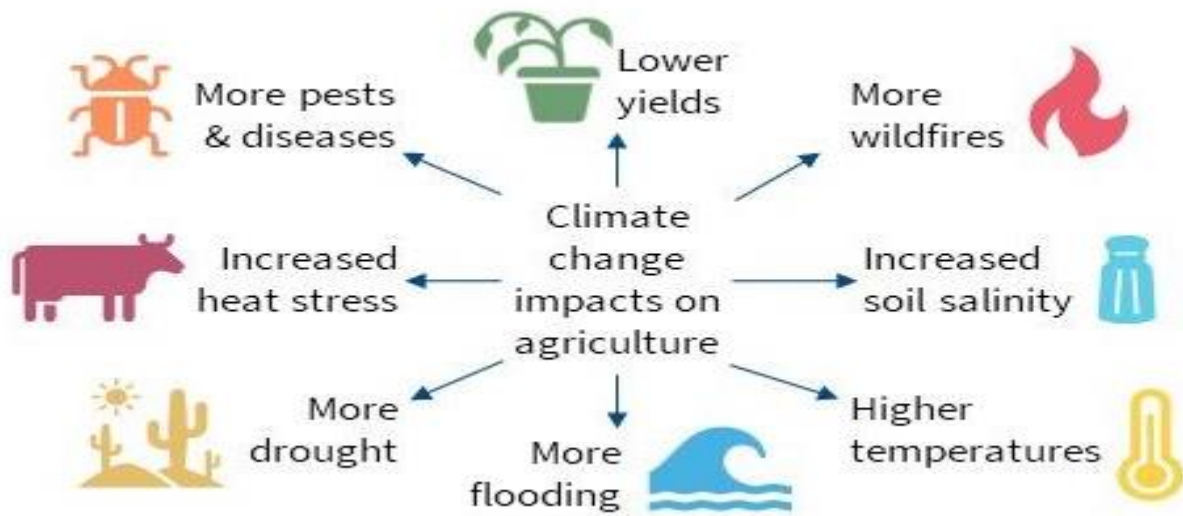 Lower
yields
More pests
& diseases
More
wildfires
Climate
change
impacts on
agriculture
Increased
heat stress
Increased
soil salinity
More
drought
More
flooding
Higher
temperatures